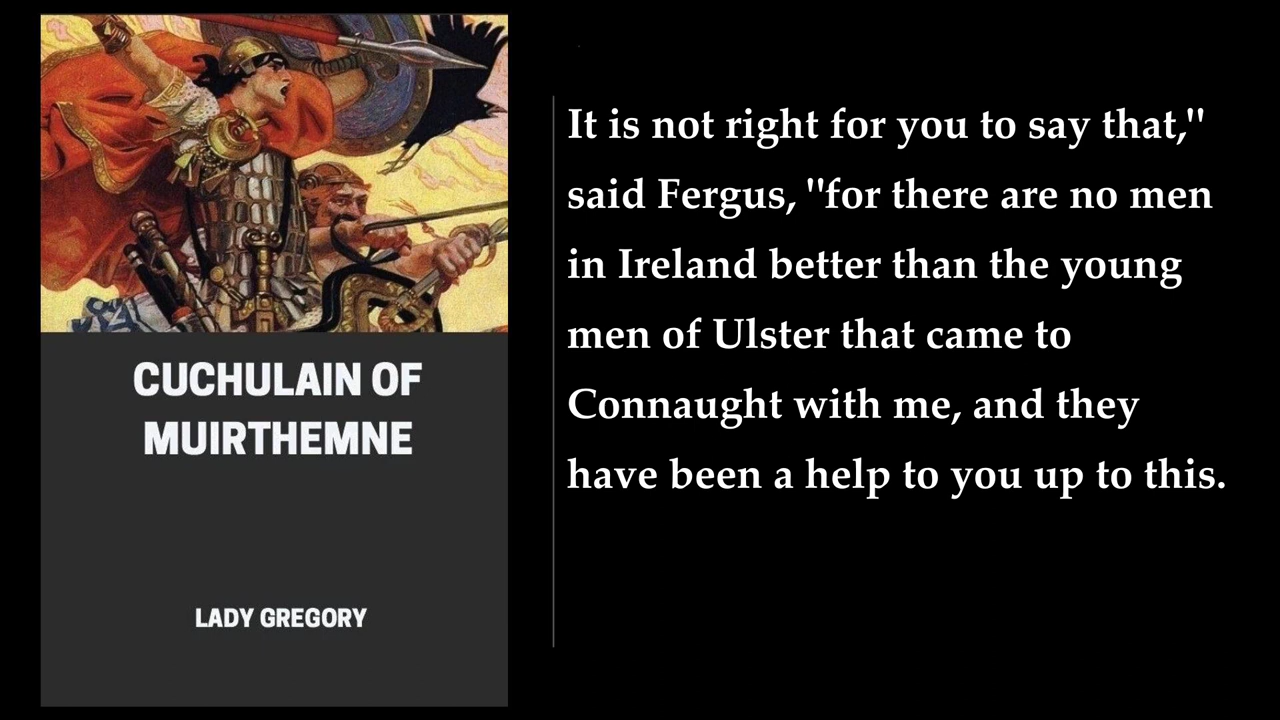 CUCHULAIN OF
MUIRTHEMNE
LADY GREGORY
It is not right for you to say that,"
said Fergus, "for there are no men
in Ireland better than the young
men of Ulster that came to
Connaught with me, and they
have been a help to you up to this.